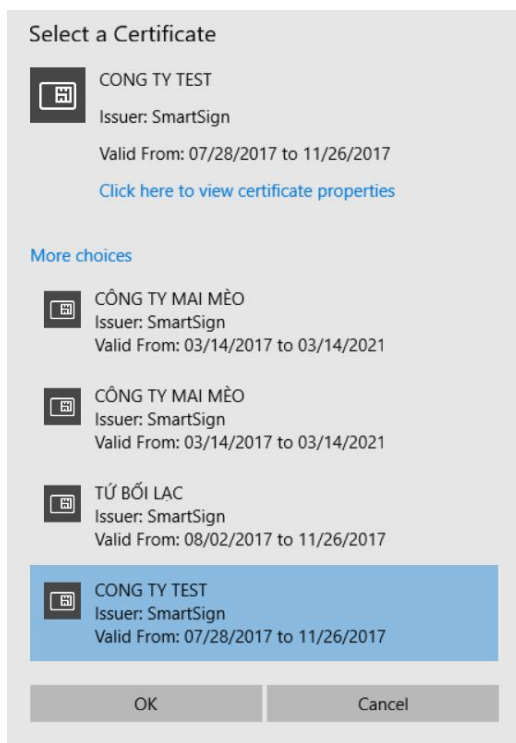 Select a Certificate
CONG TY TEST
Issuer: SmartSign
Valid From: 07/28/2017 to 11/26/2017
Click here to view certificate properties
More choices
CÔNG TY MAI MÈO
Issuer: SmartSign
Valid From: 03/14/2017 to 03/14/2021
CÔNG TY MAI MÈO
Issuer: SmartSign
Valid From: 03/14/2017 to 03/14/2021
TỨ BỐI LẠC
Issuer: SmartSign
Valid From: 08/02/2017 to 11/26/2017
CONG TY TEST
Issuer: SmartSign
Valid From: 07/28/2017 to 11/26/2017
OK Cancel